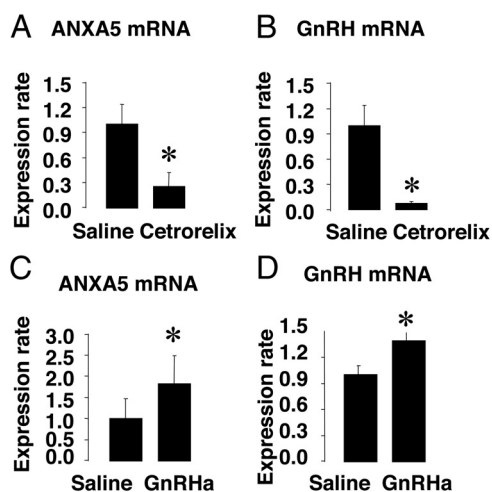 A ANXA5 mRNA
Expression rate
1.5
1.2
0.9
0.6
0.3
0.0
*
Saline Cetrorelix
B GnRH mRNA
Expression rate
1.5
1.2
0.9
0.6
0.3
0.0
*
Saline Cetrorelix
C ANXA5 mRNA
Expression rate
3.0
2.5
2.0
1.5
1.0
0.5
0.0
*
Saline GnRHa
D GnRH mRNA
Expression rate
1.5
1.2
0.9
0.6
0.3
0.0
*
Saline GnRHa